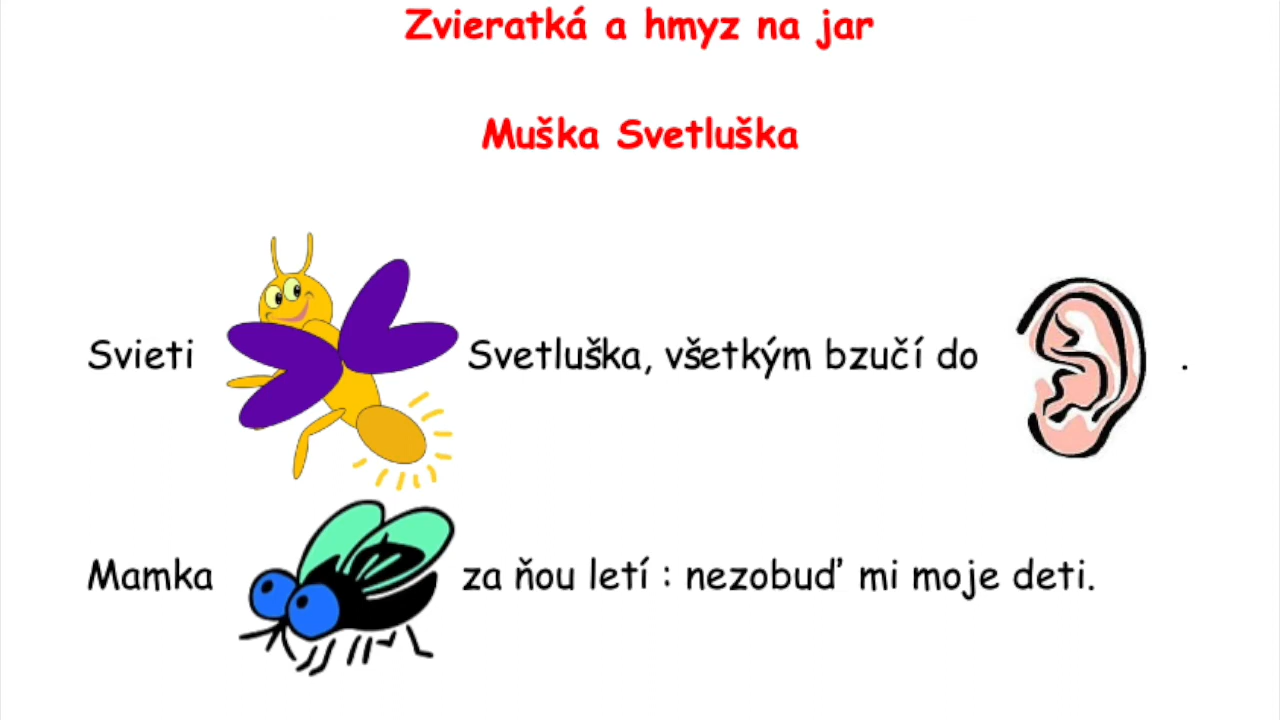 Zvieratká a hmyz na jar
Muška Svetluška
Svieti Svetluška, všetkým bzučí do .
Mamka za ňou letí : nezobuď mi moje deti.